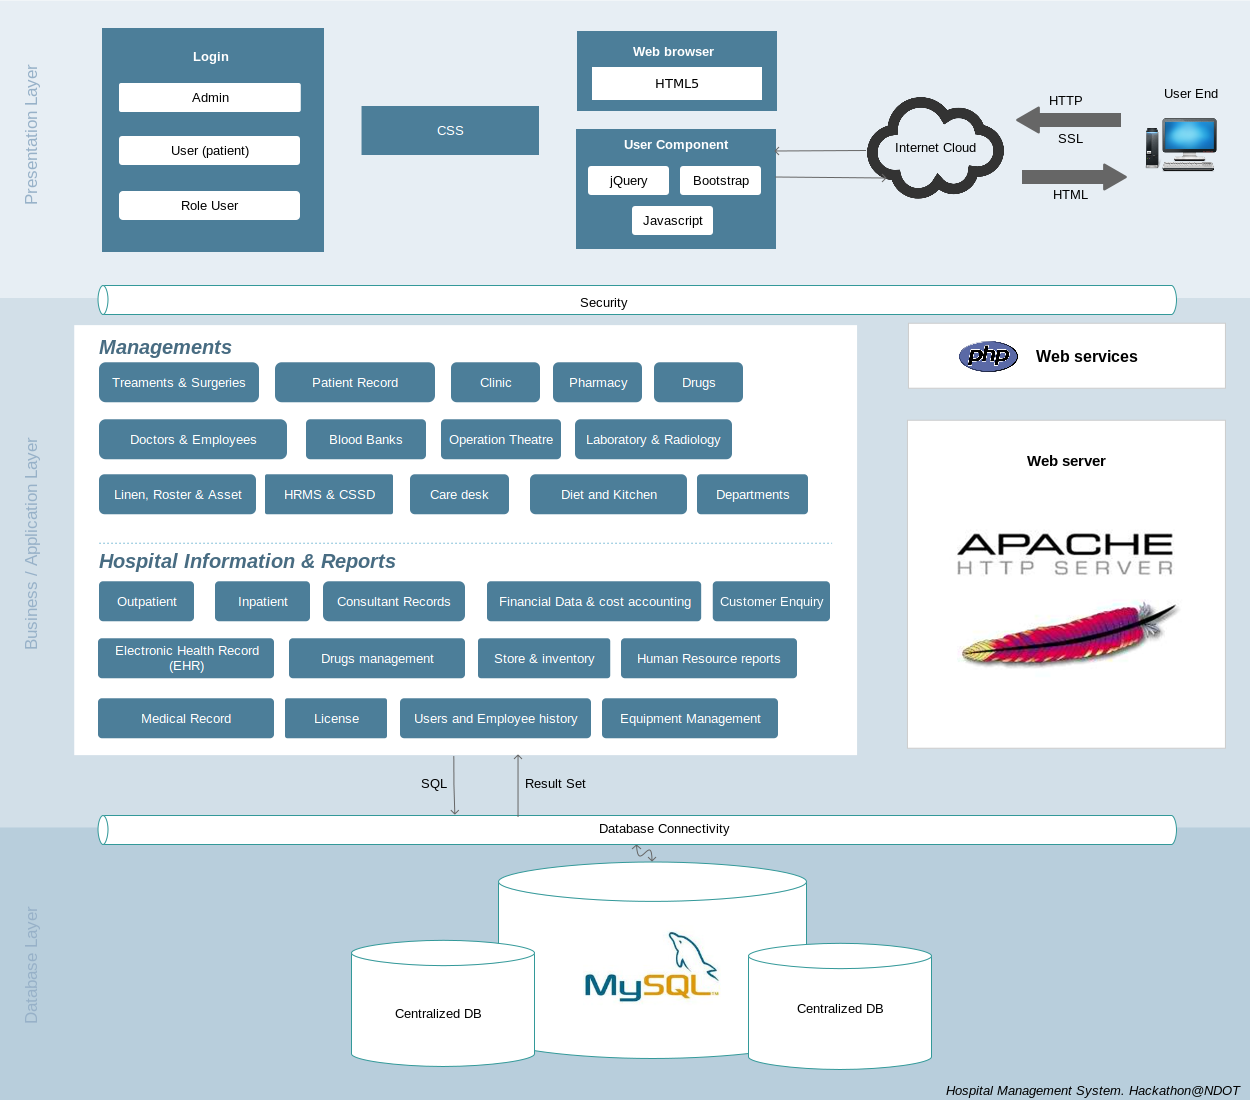 Presentation Layer
Login
Admin
User (patient)
Role User
CSS
Web browser
HTML5
User Component
jQuery
Bootstrap
Javascript
Internet Cloud
HTTP
SSL
HTML
User End
Security
Business / Application Layer
Managements
Treaments & Surgeries
Patient Record
Clinic
Pharmacy
Drugs
Doctors & Employees
Blood Banks
Operation Theatre
Laboratory & Radiology
Linen, Roster & Asset
HRMS & CSSD
Care desk
Diet and Kitchen
Departments
Hospital Information & Reports
Outpatient
Inpatient
Consultant Records
Financial Data & cost accounting
Customer Enquiry
Electronic Health Record
(EHR)
Drugs management
Store & inventory
Human Resource reports
Medical Record
License
Users and Employee history
Equipment Management
php
Web services
Web server
APACHE
HTTP SERVER
SQL
Result Set
Database Connectivity
Database Layer
MySQL
Centralized DB
Centralized DB
Hospital Management System. Hackathon@NDOT